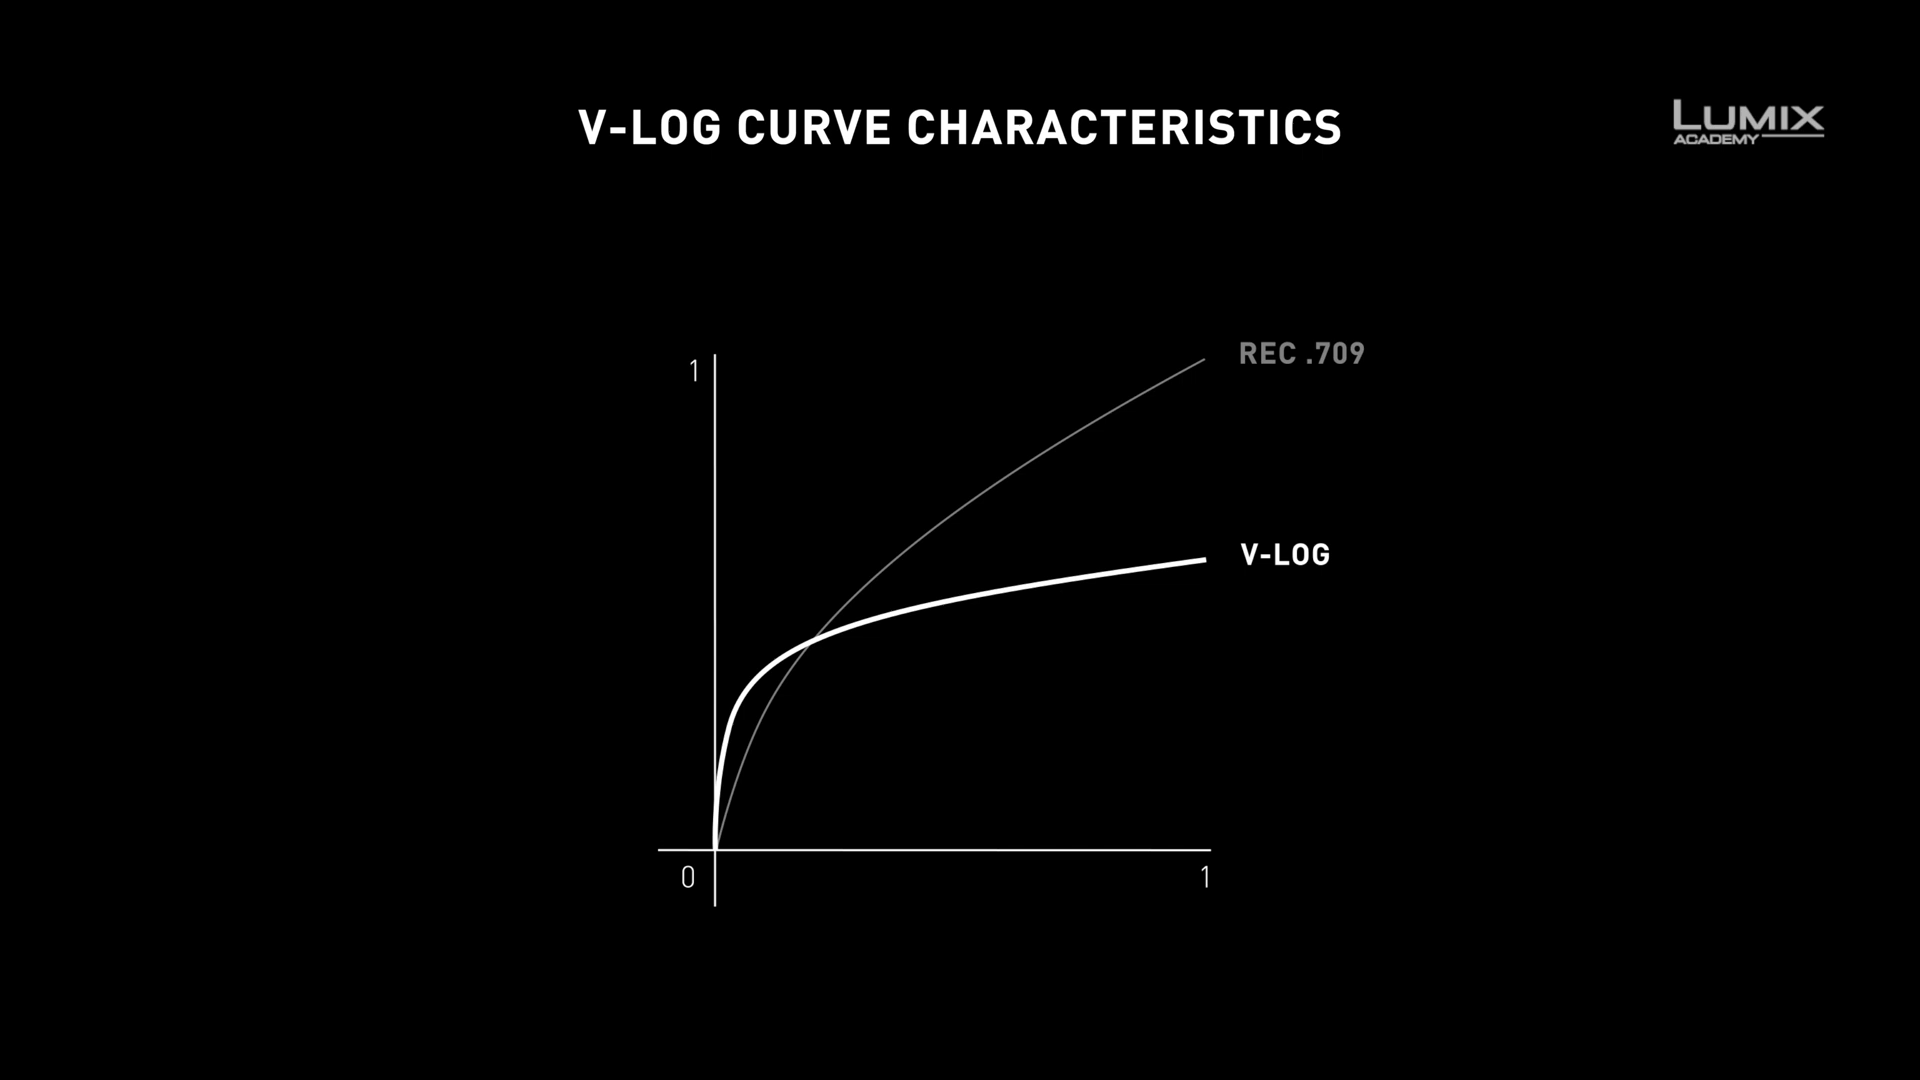 V-LOG CURVE CHARACTERISTICS
LUMIX
ACADEMY
REC .709
1
V-LOG
0
1